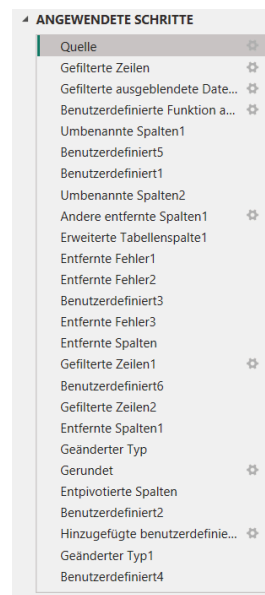 ANGEWENDETE SCHRITTE
Quelle
Gefilterte Zeilen
Gefilterte ausgeblendete Date...
Benutzerdefinierte Funktion a...
Umbenannte Spalten1
Benutzerdefiniert5
Benutzerdefiniert1
Umbenannte Spalten2
Andere entfernte Spalten1
Erweiterte Tabellenspalte1
Entfernte Fehler1
Entfernte Fehler2
Benutzerdefiniert3
Entfernte Fehler3
Entfernte Spalten
Gefilterte Zeilen1
Benutzerdefiniert6
Gefilterte Zeilen2
Entfernte Spalten1
Geänderter Typ
Gerundet
Entpivotierte Spalten
Benutzerdefiniert2
Hinzugefügte benutzerdefinie...
Geänderter Typ1
Benutzerdefiniert4